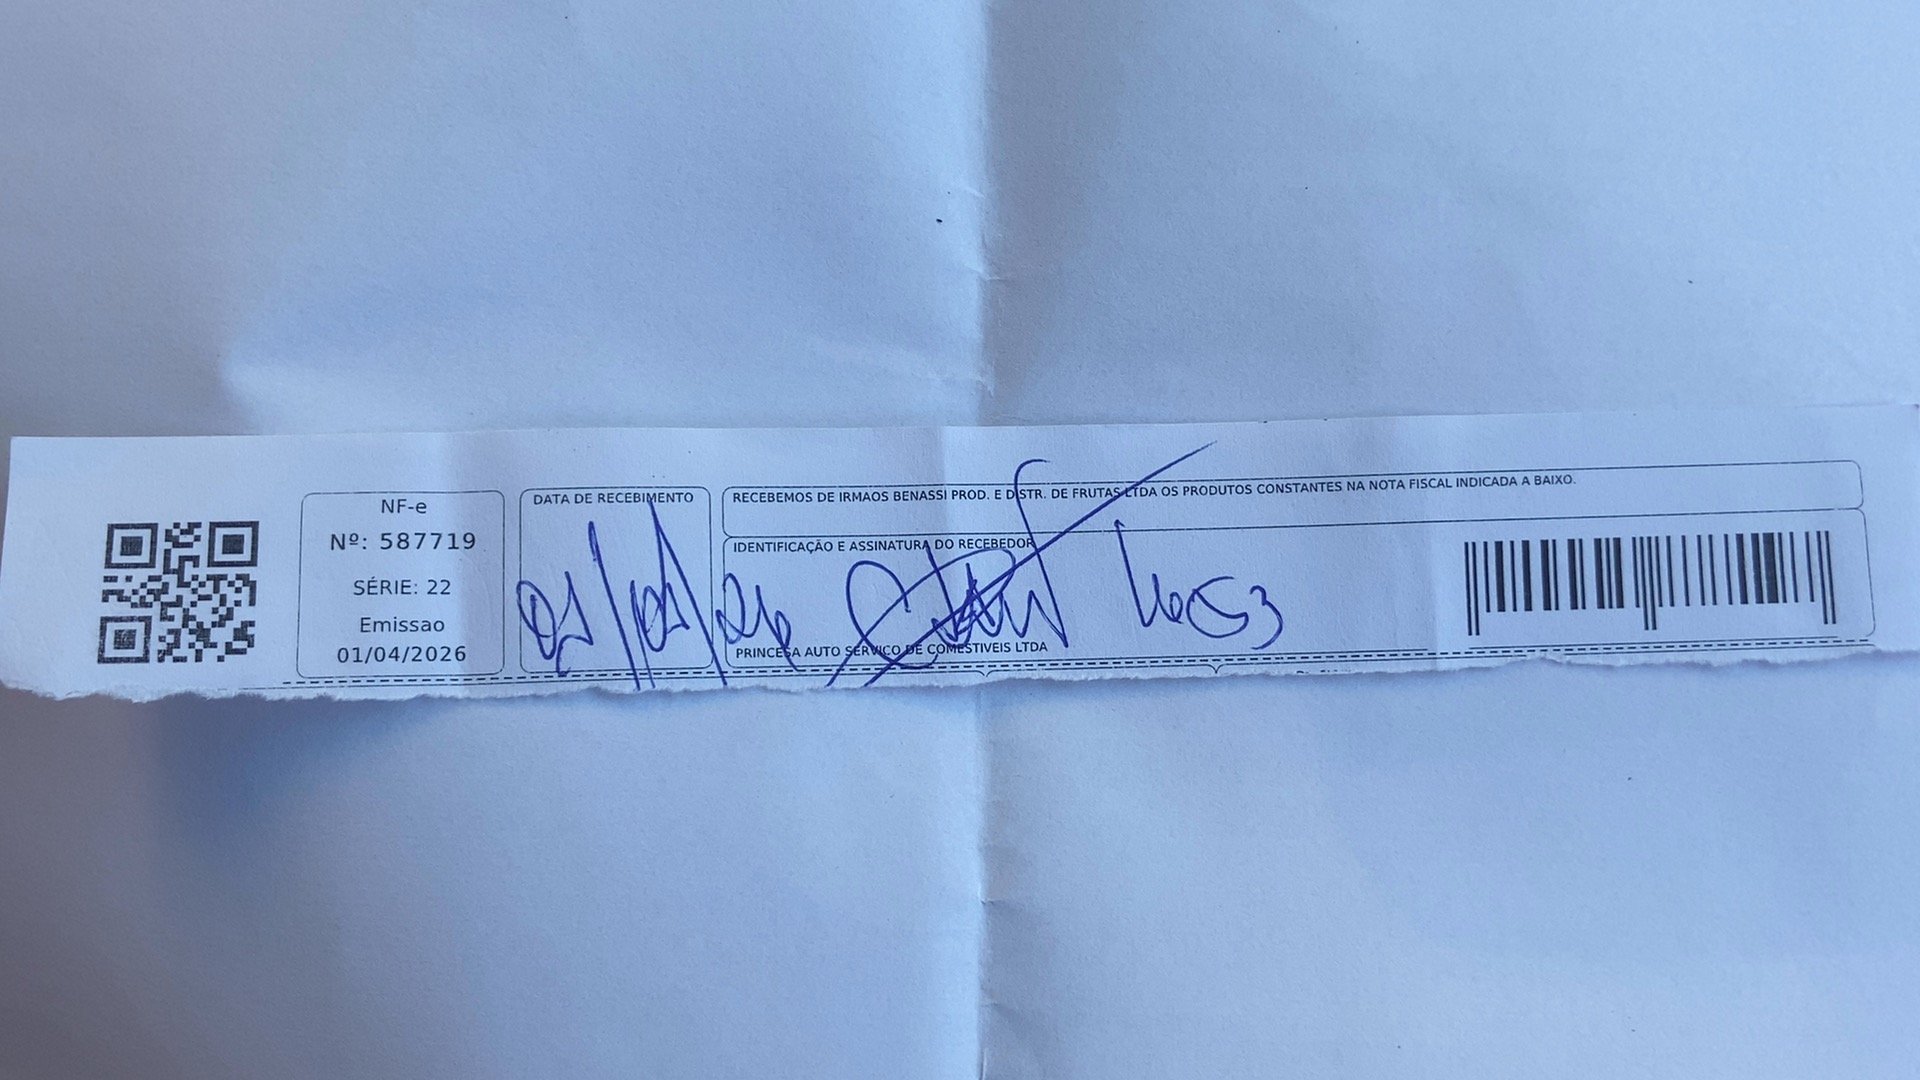 NF-e
Nº: 587719
SÉRIE: 22
Emissao
01/04/2026
DATA DE RECEBIMENTO
RECEBEMOS DE IRMAOS BENASSI PROD. E DISTR. DE FRUTAS LTDA OS PRODUTOS CONSTANTES NA NOTA FISCAL INDICADA A BAIXO.
IDENTIFICAÇÃO E ASSINATURA DO RECEBEDOR
PRINCESA AUTO SERVICO DE COMESTIVEIS LTDA